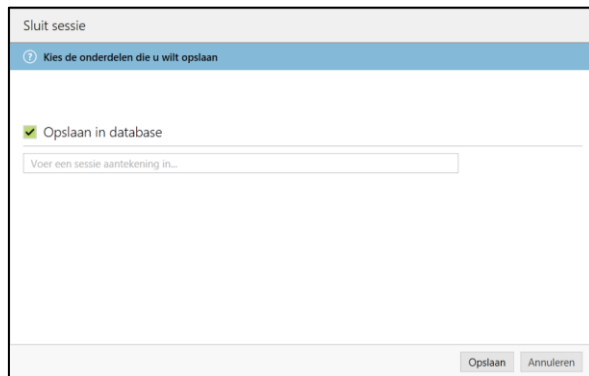 Sluit sessie
Kies de onderdelen die u wilt opslaan
Opslaan in database
Voer een sessie aantekening in...
Opslaan Annuleren